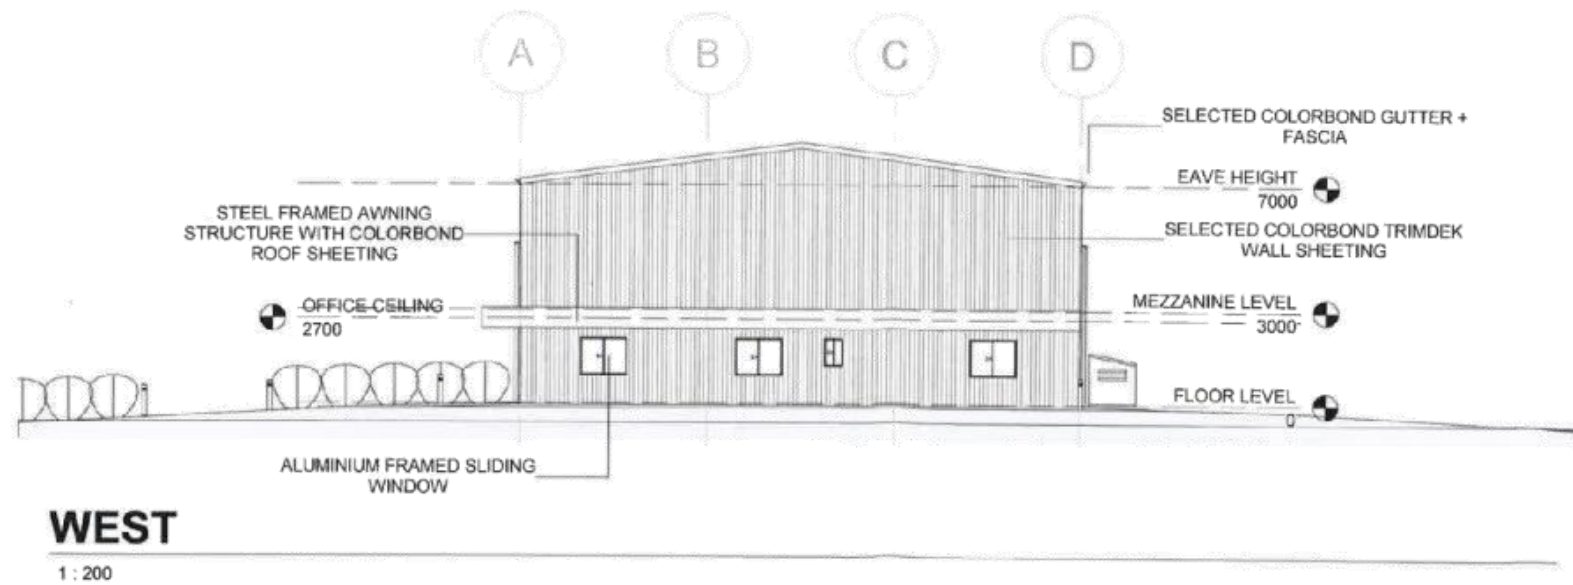 A B C D
SELECTED COLORBOND GUTTER +
FASCIA
EAVE HEIGHT
7000
STEEL FRAMED AWNING
STRUCTURE WITH COLORBOND
ROOF SHEETING
SELECTED COLORBOND TRIMDEK
WALL SHEETING
OFFICE CEILING
2700
MEZZANINE LEVEL
3000
FLOOR LEVEL
ALUMINIUM FRAMED SLIDING
WINDOW
WEST
1 : 200